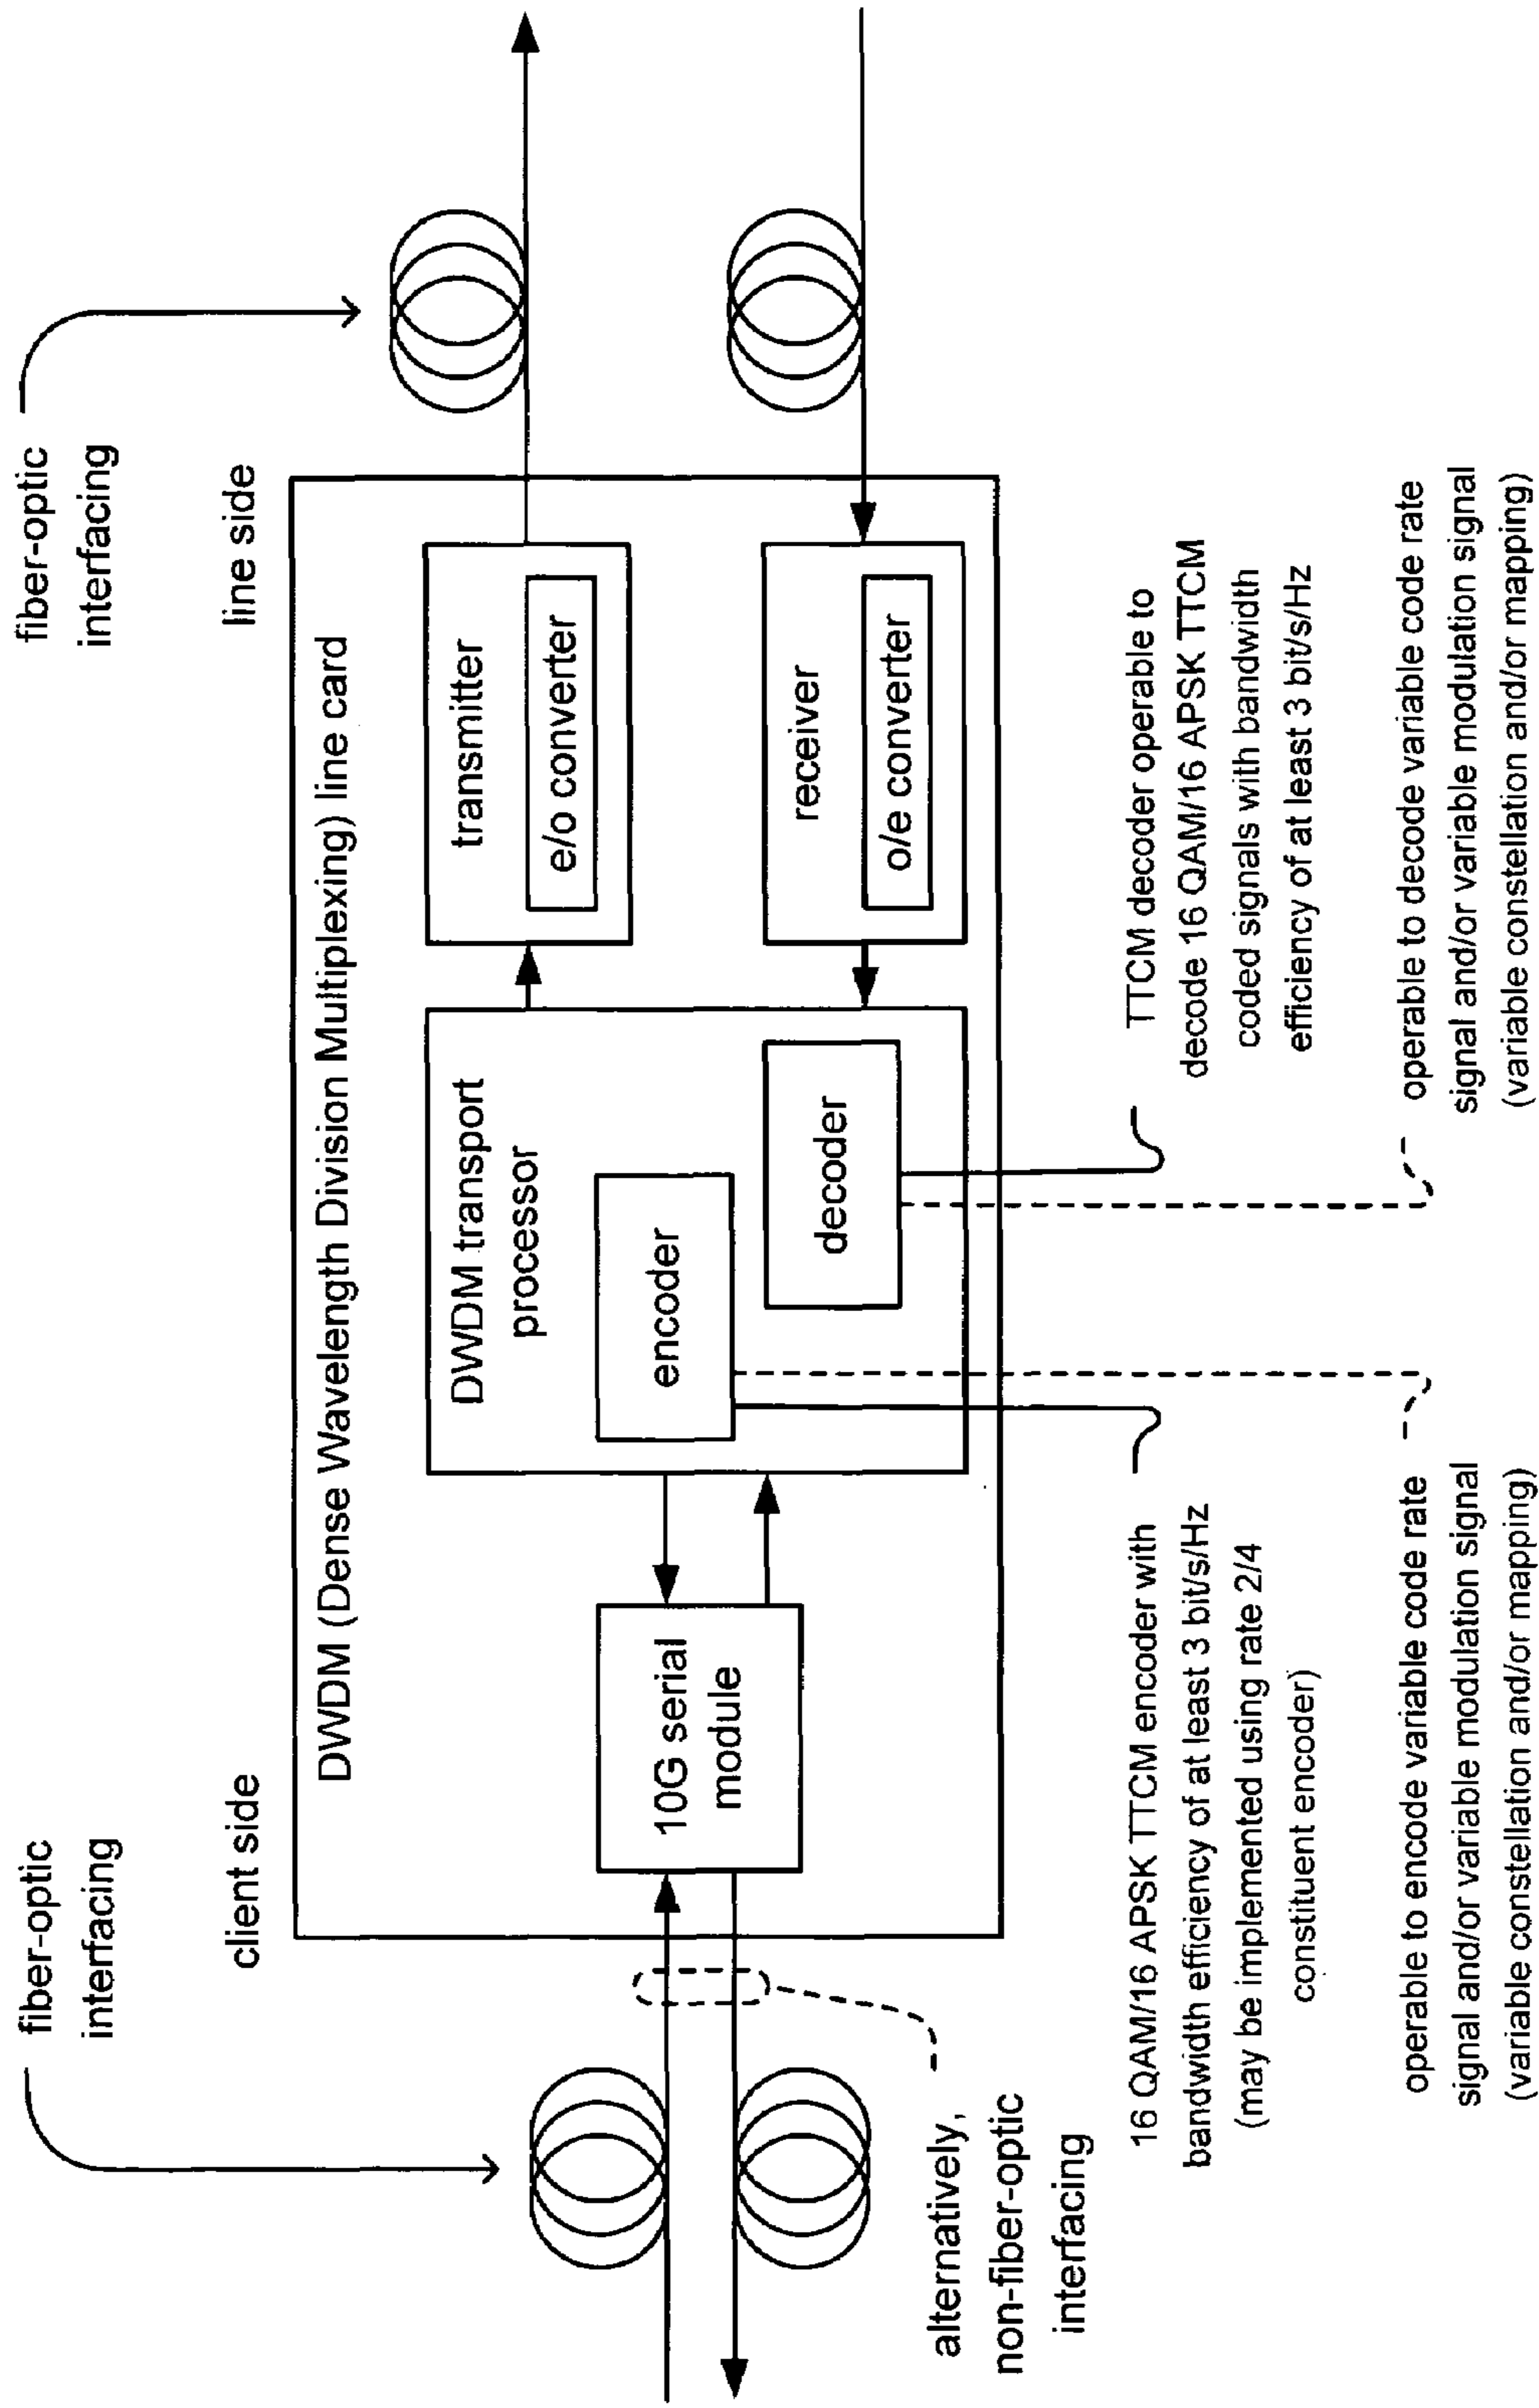 fiber-optic
interfacing
fiber-optic
interfacing
client side
line side
DWDM (Dense Wavelength Division Multiplexing) line card
10G serial
module
DWDM transport
processor
encoder
decoder
transmitter
e/o converter
receiver
o/e converter
alternatively,
non-fiber-optic
interfacing
16 QAM/16 APSK TTCM encoder with
bandwidth efficiency of at least 3 bit/s/Hz
(may be implemented using rate 2/4
constituent encoder)
TTCM decoder operable to
decode 16 QAM/16 APSK TTCM
coded signals with bandwidth
efficiency of at least 3 bit/s/Hz
operable to encode variable code rate
signal and/or variable modulation signal
(variable constellation and/or mapping)
operable to decode variable code rate
signal and/or variable modulation signal
(variable constellation and/or mapping)